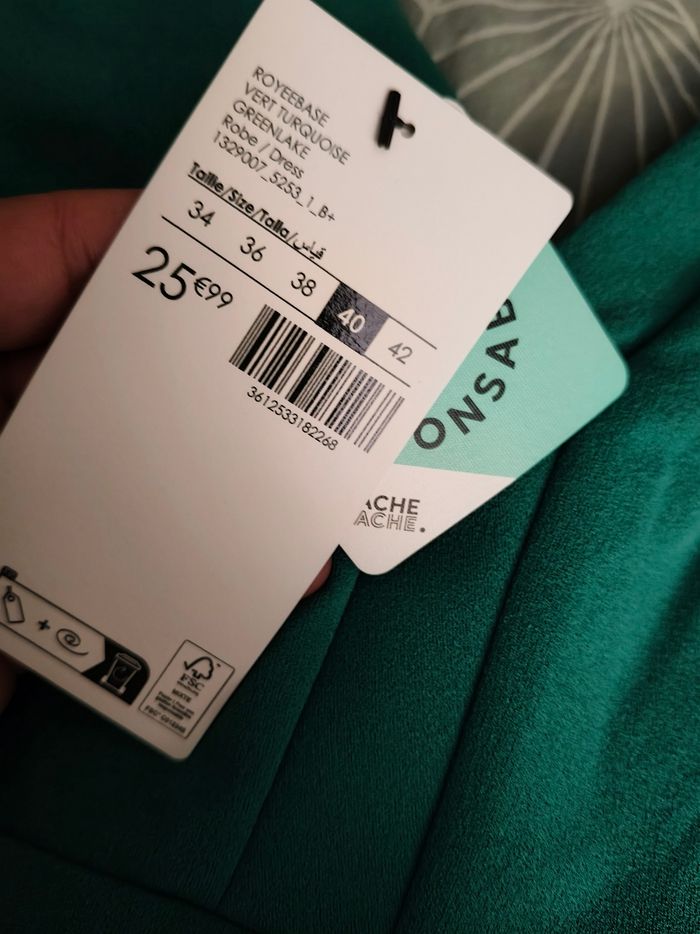 ROYEEBASE
VERT TURQUOISE
GREENLAKE
Robe / Dress
1329007_5253_1_B+
Taille/Size/Talla/قياس
34 36 38 40 42
25€99
3612533182268
ONSAB
ACHE
ACHE.
FSC
MIXTE